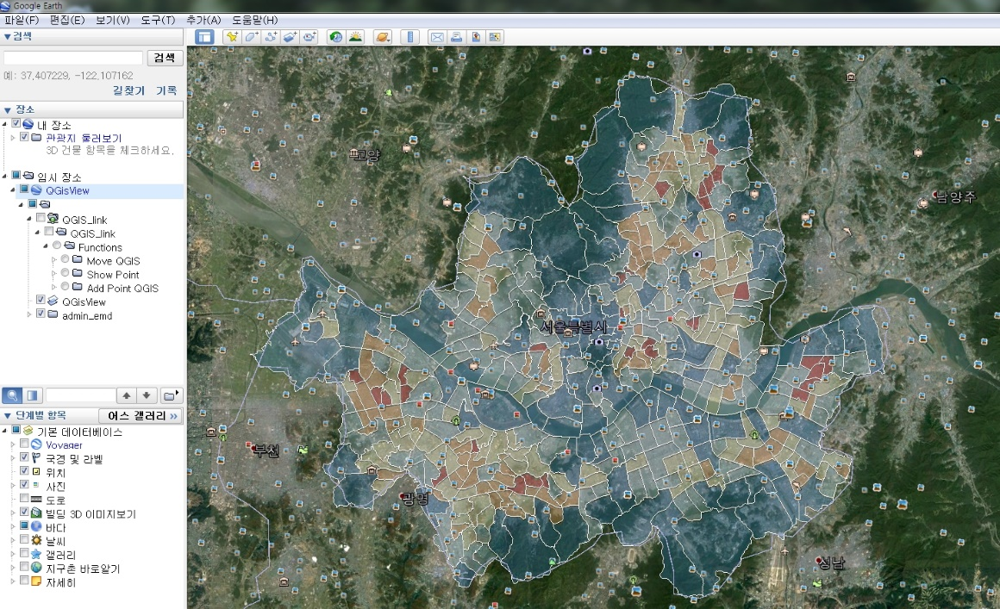 Google Earth
파일(F) 편집(E) 보기(V) 도구(T) 추가(A) 도움말(H)
검색
검색
예: 37,407229, -122,107162
길찾기 기록
장소
내 장소
관광지 둘러보기
3D 건물 항목을 체크하세요.
임시 장소
QGisView
QGIS_link
QGIS_link
Functions
Move QGIS
Show Point
Add Point QGIS
QGisView
admin_emd
단계별 항목
어스 갤러리 »
기본 데이터베이스
Voyager
국경 및 라벨
위치
사진
도로
빌딩 3D 이미지보기
바다
날씨
갤러리
지구촌 바로알기
자세히
고양
남양주
서울특별시
부천
광명
성남